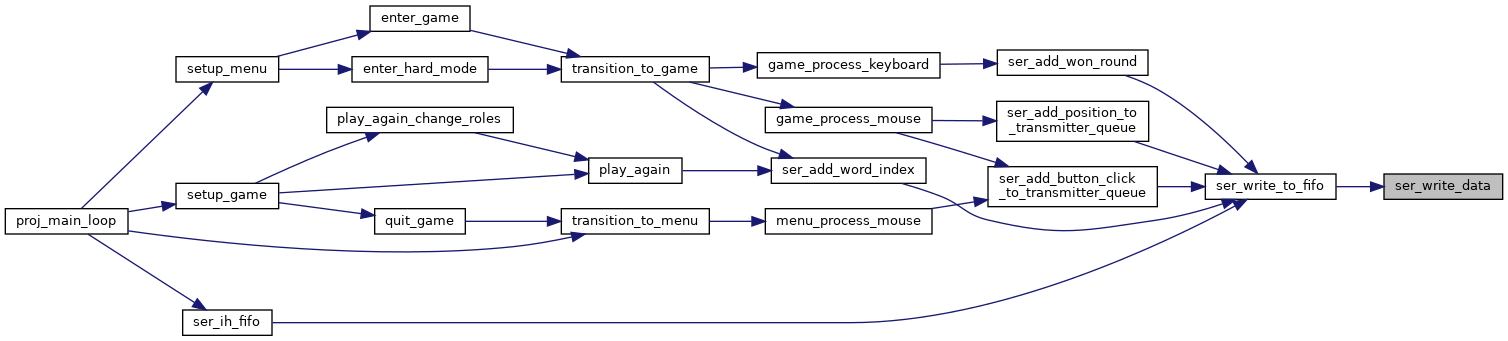 enter_game
setup_menu
enter_hard_mode
transition_to_game
game_process_keyboard
ser_add_won_round
play_again_change_roles
game_process_mouse
ser_add_position_to
_transmitter_queue
play_again
ser_add_word_index
ser_add_button_click
_to_transmitter_queue
ser_write_to_fifo
ser_write_data
setup_game
proj_main_loop
quit_game
transition_to_menu
menu_process_mouse
ser_ih_fifo